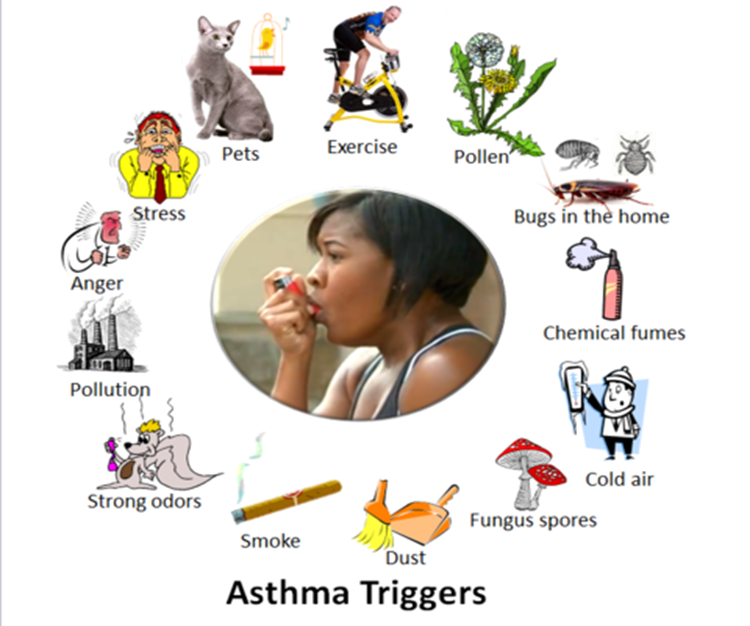 Pets
Exercise
Pollen
Bugs in the home
Chemical fumes
Cold air
Fungus spores
Dust
Smoke
Strong odors
Pollution
Anger
Stress
Asthma Triggers